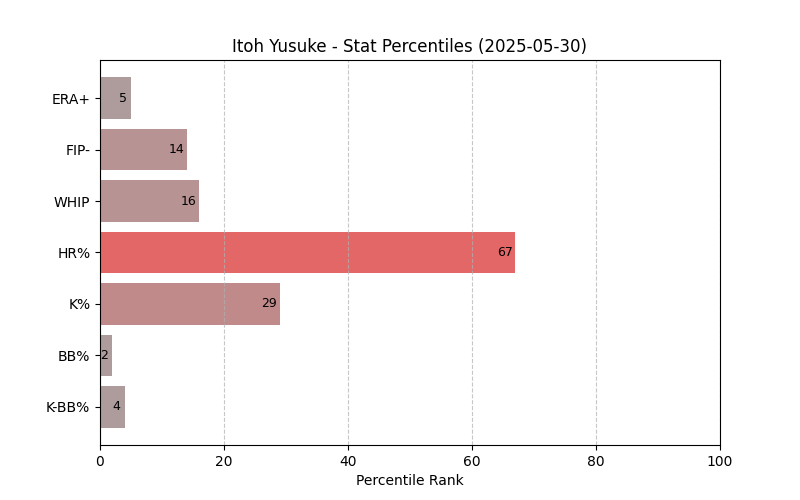 Itoh Yusuke - Stat Percentiles (2025-05-30)
ERA+ 5
FIP- 14
WHIP 16
HR% 67
K% 29
BB% 2
K-BB% 4
0 20 40 60 80 100
Percentile Rank